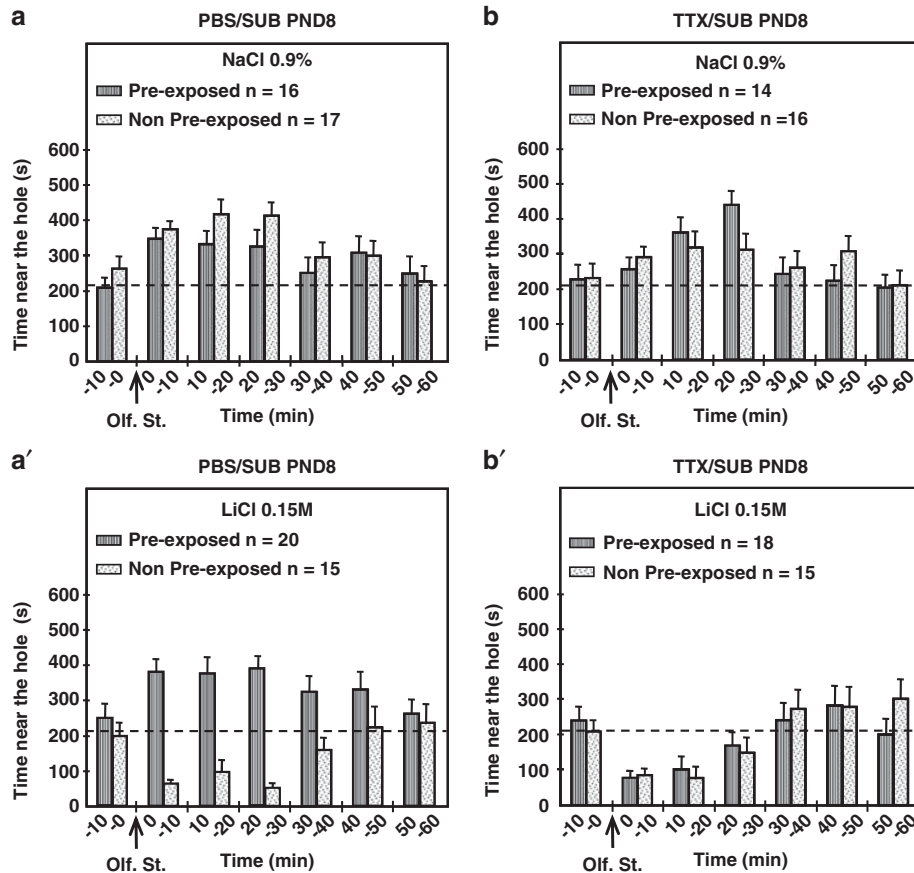 a
PBS/SUB PND8
NaCl 0.9%
Pre-exposed n = 16
Non Pre-exposed n = 17
Time near the hole (s)
600
500
400
300
200
100
0
-10 -0 0 -10 10 -20 20 -30 30 -40 40 -50 50 -60
Olf. St.
Time (min)
b
TTX/SUB PND8
NaCl 0.9%
Pre-exposed n = 14
Non Pre-exposed n =16
Time near the hole (s)
600
500
400
300
200
100
0
-10 -0 0 -10 10 -20 20 -30 30 -40 40 -50 50 -60
Olf. St.
Time (min)
a′
PBS/SUB PND8
LiCl 0.15M
Pre-exposed n = 20
Non Pre-exposed n = 15
Time near the hole (s)
600
500
400
300
200
100
0
-10 -0 0 -10 10 -20 20 -30 30 -40 40 -50 50 -60
Olf. St.
Time (min)
b′
TTX/SUB PND8
LiCl 0.15M
Pre-exposed n = 18
Non Pre-exposed n = 15
Time near the hole (s)
600
500
400
300
200
100
0
-10 -0 0 -10 10 -20 20 -30 30 -40 40 -50 50 -60
Olf. St.
Time (min)